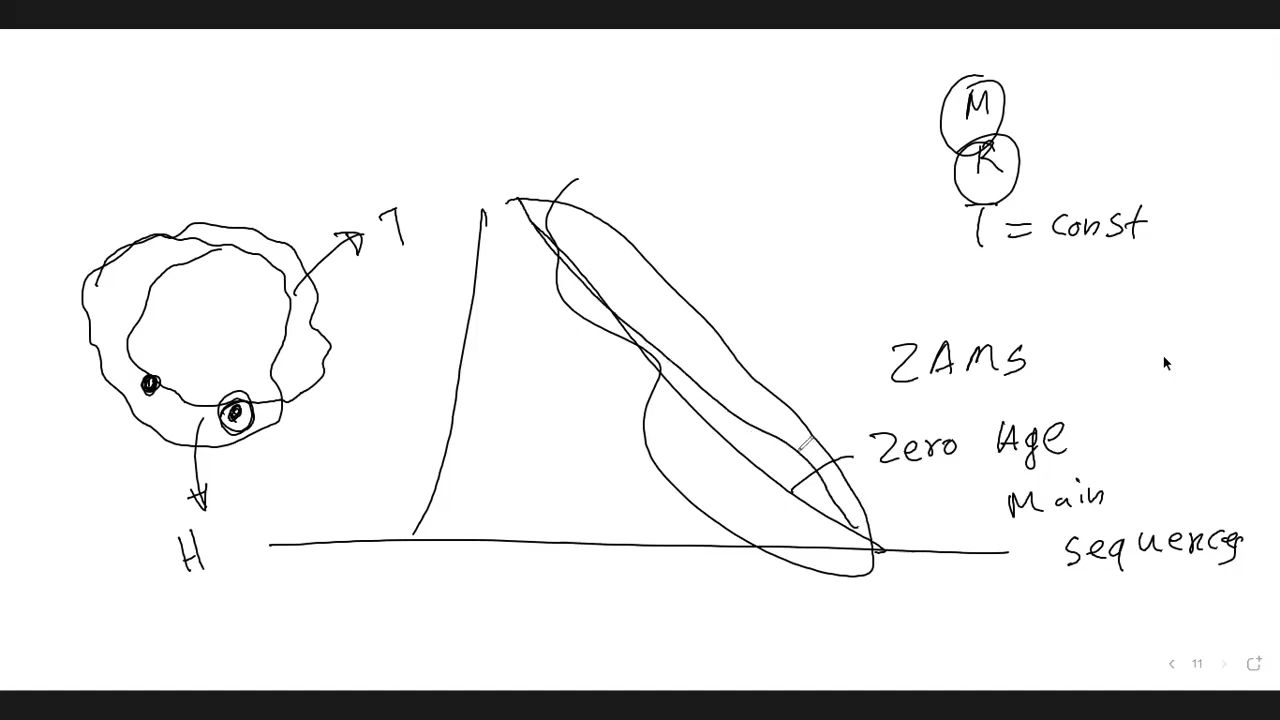 M
K
T = const
T
ZAMS
Zero Age
Main
sequence
H
11